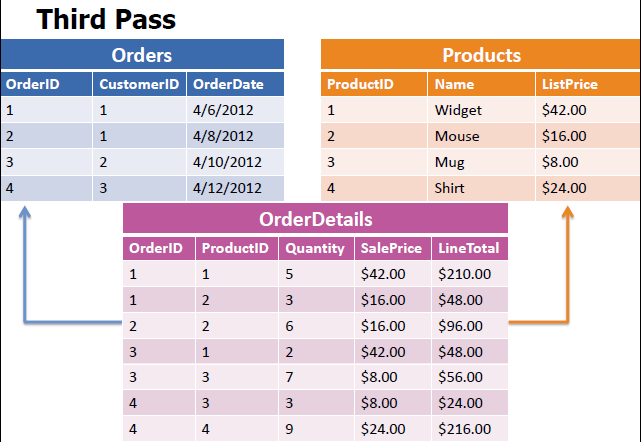 Third Pass
Orders
OrderID CustomerID OrderDate
1 1 4/6/2012
2 1 4/8/2012
3 2 4/10/2012
4 3 4/12/2012
Products
ProductID Name ListPrice
1 Widget $42.00
2 Mouse $16.00
3 Mug $8.00
4 Shirt $24.00
OrderDetails
OrderID ProductID Quantity SalePrice LineTotal
1 1 5 $42.00 $210.00
1 2 3 $16.00 $48.00
2 2 6 $16.00 $96.00
3 1 2 $42.00 $48.00
3 3 7 $8.00 $56.00
4 3 3 $8.00 $24.00
4 4 9 $24.00 $216.00